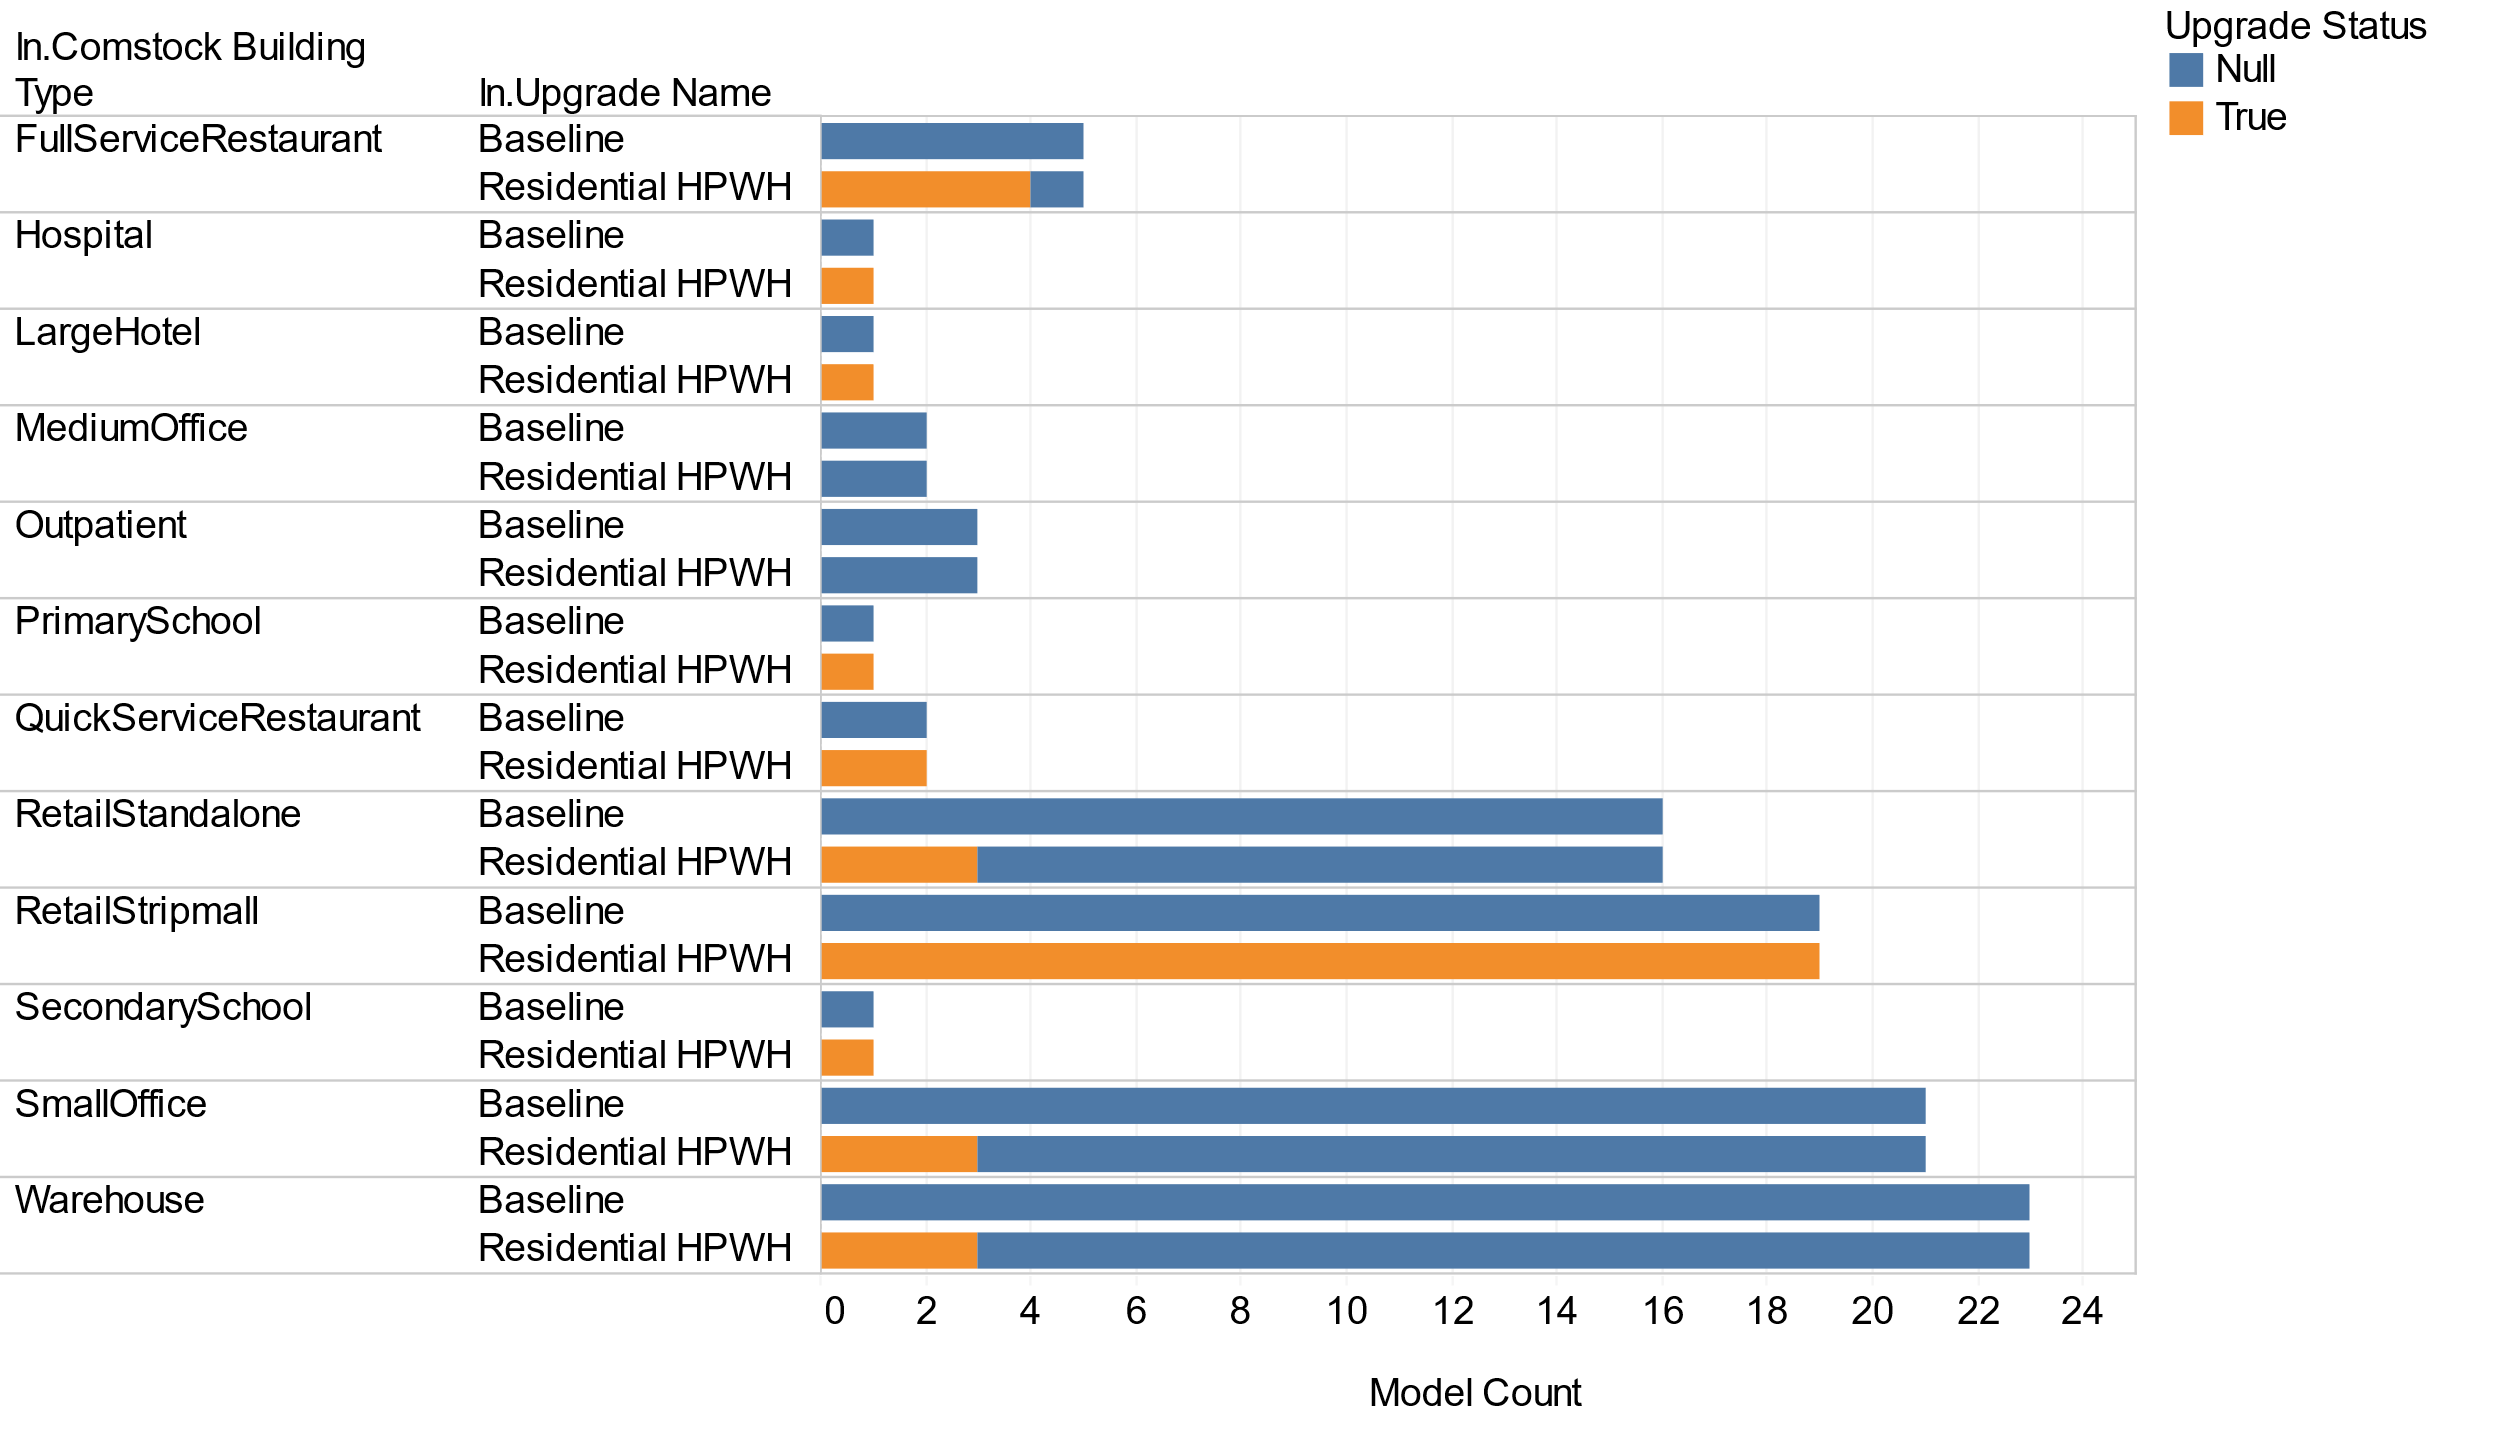 In.Comstock Building
Type In.Upgrade Name
Upgrade Status
Null
True
FullServiceRestaurant Baseline
Residential HPWH
Hospital Baseline
Residential HPWH
LargeHotel Baseline
Residential HPWH
MediumOffice Baseline
Residential HPWH
Outpatient Baseline
Residential HPWH
PrimarySchool Baseline
Residential HPWH
QuickServiceRestaurant Baseline
Residential HPWH
RetailStandalone Baseline
Residential HPWH
RetailStripmall Baseline
Residential HPWH
SecondarySchool Baseline
Residential HPWH
SmallOffice Baseline
Residential HPWH
Warehouse Baseline
Residential HPWH
0 2 4 6 8 10 12 14 16 18 20 22 24
Model Count